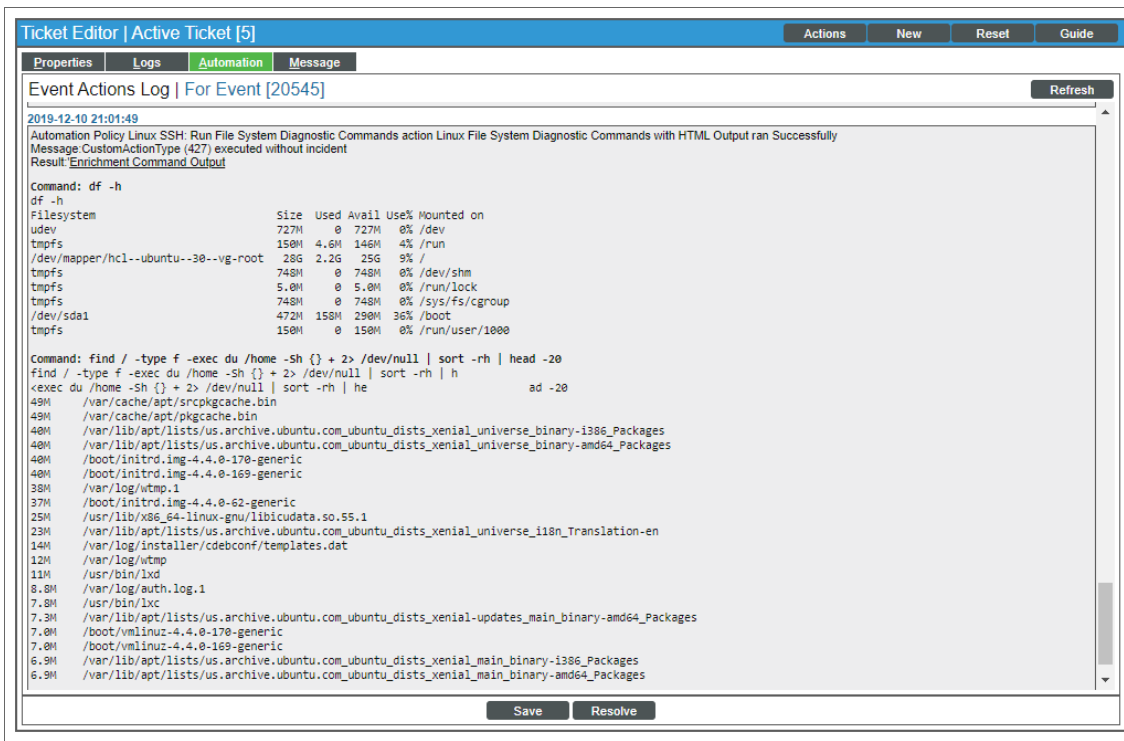 Ticket Editor | Active Ticket [5]
Actions New Reset Guide
Properties Logs Automation Message
Event Actions Log | For Event [20545]
Refresh
2019-12-10 21:01:49
Automation Policy Linux SSH: Run File System Diagnostic Commands action Linux File System Diagnostic Commands with HTML Output ran Successfully
Message:CustomActionType (427) executed without incident
Result:'Enrichment Command Output
Command: df -h
df -h
Filesystem Size Used Avail Use% Mounted on
udev 727M 0 727M 0% /dev
tmpfs 150M 4.6M 146M 4% /run
/dev/mapper/hcl--ubuntu--30--vg-root 28G 2.2G 25G 9% /
tmpfs 748M 0 748M 0% /dev/shm
tmpfs 5.0M 0 5.0M 0% /run/lock
tmpfs 748M 0 748M 0% /sys/fs/cgroup
/dev/sda1 472M 158M 290M 36% /boot
tmpfs 150M 0 150M 0% /run/user/1000
Command: find / -type f -exec du /home -Sh {} + 2> /dev/null | sort -rh | head -20
find / -type f -exec du /home -Sh {} + 2> /dev/null | sort -rh | h
<exec du /home -Sh {} + 2> /dev/null | sort -rh | he ad -20
49M /var/cache/apt/srcpkgcache.bin
49M /var/cache/apt/pkgcache.bin
40M /var/lib/apt/lists/us.archive.ubuntu.com_ubuntu_dists_xenial_universe_binary-i386_Packages
40M /var/lib/apt/lists/us.archive.ubuntu.com_ubuntu_dists_xenial_universe_binary-amd64_Packages
40M /boot/initrd.img-4.4.0-170-generic
40M /boot/initrd.img-4.4.0-169-generic
38M /var/log/wtmp.1
37M /boot/initrd.img-4.4.0-62-generic
25M /usr/lib/x86_64-linux-gnu/libicudata.so.55.1
23M /var/lib/apt/lists/us.archive.ubuntu.com_ubuntu_dists_xenial_universe_i18n_Translation-en
14M /var/log/installer/cdebconf/templates.dat
12M /var/log/wtmp
11M /usr/bin/lxd
8.8M /var/log/auth.log.1
7.8M /usr/bin/lxc
7.3M /var/lib/apt/lists/us.archive.ubuntu.com_ubuntu_dists_xenial-updates_main_binary-amd64_Packages
7.0M /boot/vmlinuz-4.4.0-170-generic
7.0M /boot/vmlinuz-4.4.0-169-generic
6.9M /var/lib/apt/lists/us.archive.ubuntu.com_ubuntu_dists_xenial_main_binary-i386_Packages
6.9M /var/lib/apt/lists/us.archive.ubuntu.com_ubuntu_dists_xenial_main_binary-amd64_Packages
Save Resolve